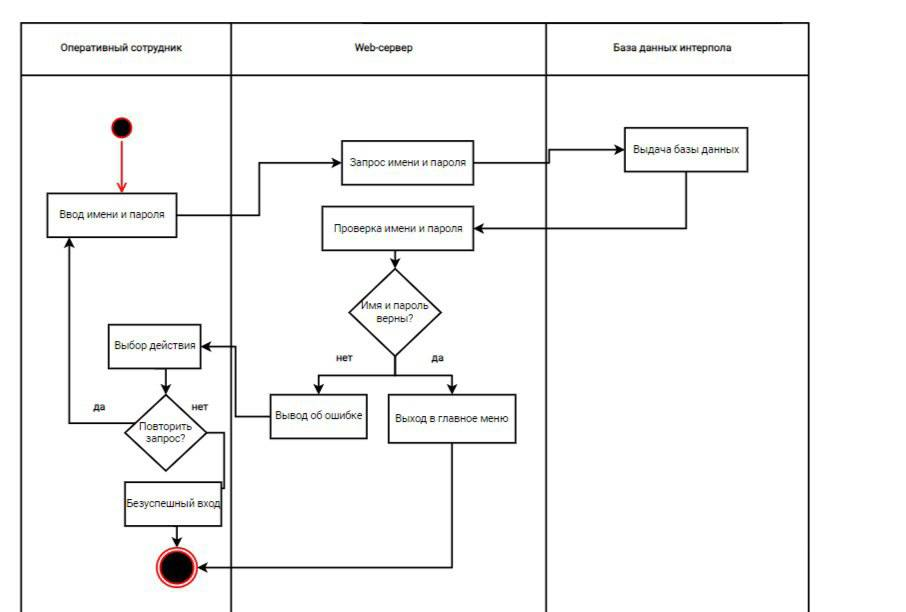 Оперативный сотрудник
Web-сервер
База данных интерпола
Запрос имени и пароля
Выдача базы данных
Ввод имени и пароля
Проверка имени и пароля
Имя и пароль
верны?
нет
да
Выбор действия
Вывод об ошибке
Выход в главное меню
да
нет
Повторить
запрос?
Безуспешный вход